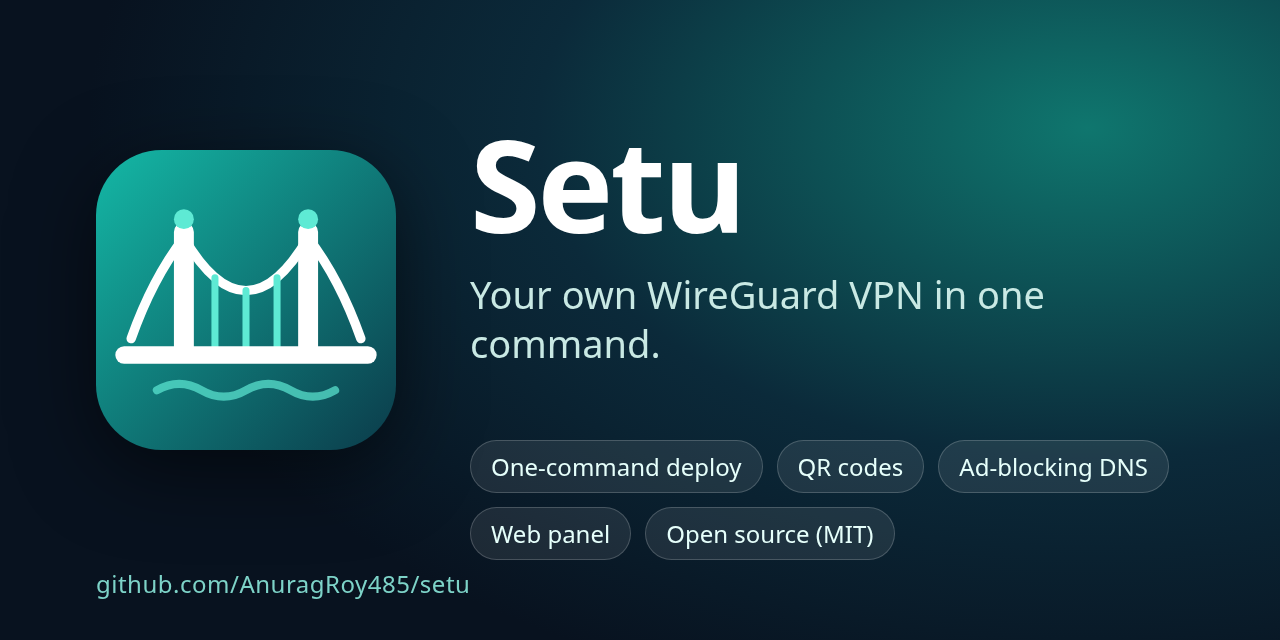 Setu
Your own WireGuard VPN in one
command.
One-command deploy QR codes Ad-blocking DNS
Web panel Open source (MIT)
github.com/AnuragRoy485/setu